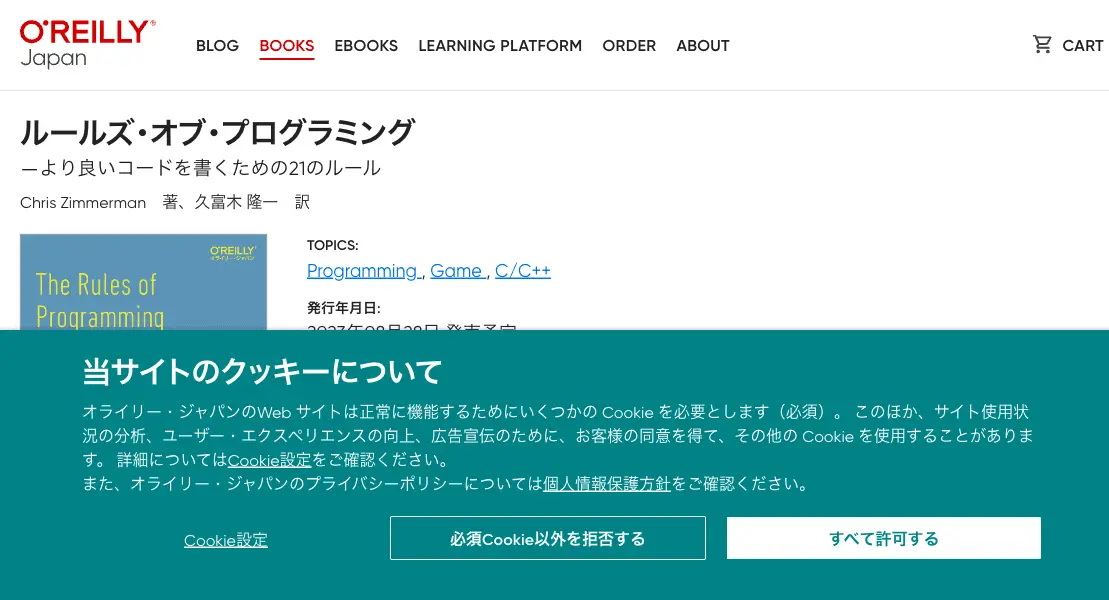 O'REILLY®
Japan
BLOG BOOKS EBOOKS LEARNING PLATFORM ORDER ABOUT CART
ルールズ・オブ・プログラミング
―より良いコードを書くための21のルール
Chris Zimmerman　著、久富木 隆一　訳
O'REILLY®
オライリー・ジャパン
The Rules of
Programming
TOPICS:
Programming , Game , C/C++
発行年月日:
2023年08月28日 発売予定
当サイトのクッキーについて
オライリー・ジャパンのWeb サイトは正常に機能するためにいくつかの Cookie を必要とします（必須）。 このほか、サイト使用状
況の分析、ユーザー・エクスペリエンスの向上、広告宣伝のために、お客様の同意を得て、その他の Cookie を使用することがありま
す。 詳細についてはCookie設定をご確認ください。
また、オライリー・ジャパンのプライバシーポリシーについては個人情報保護方針をご確認ください。
Cookie設定 必須Cookie以外を拒否する すべて許可する